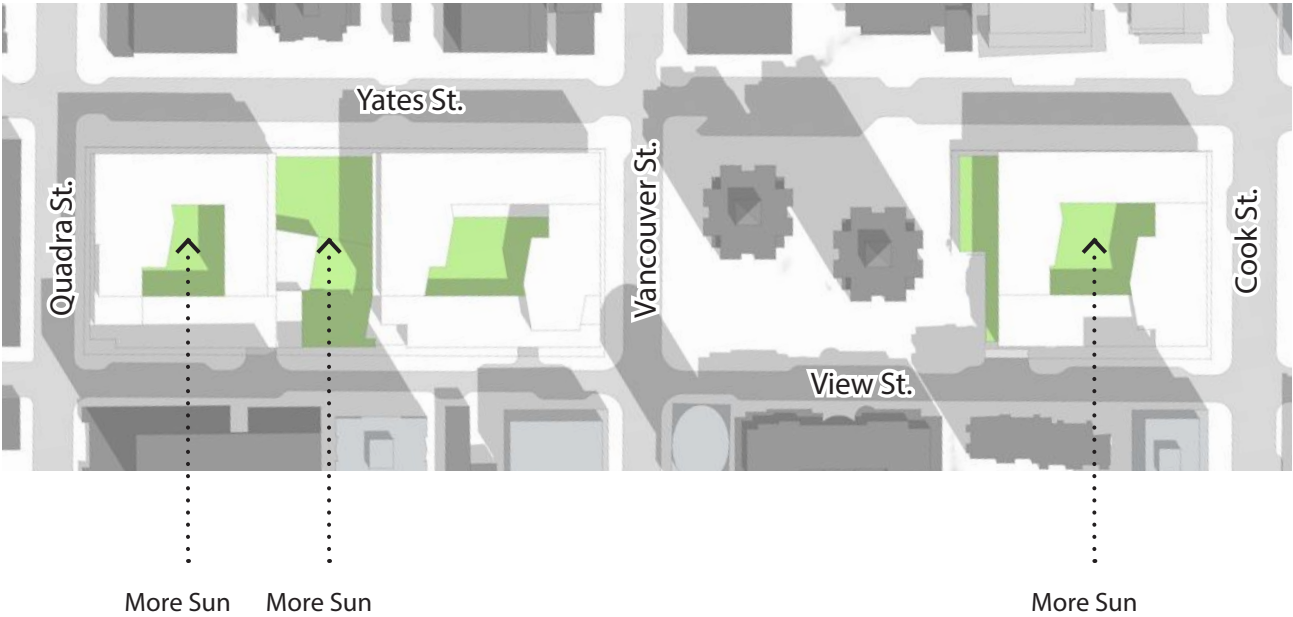 Yates St.
Quadra St.
Vancouver St.
Cook St.
View St.
More Sun
More Sun
More Sun